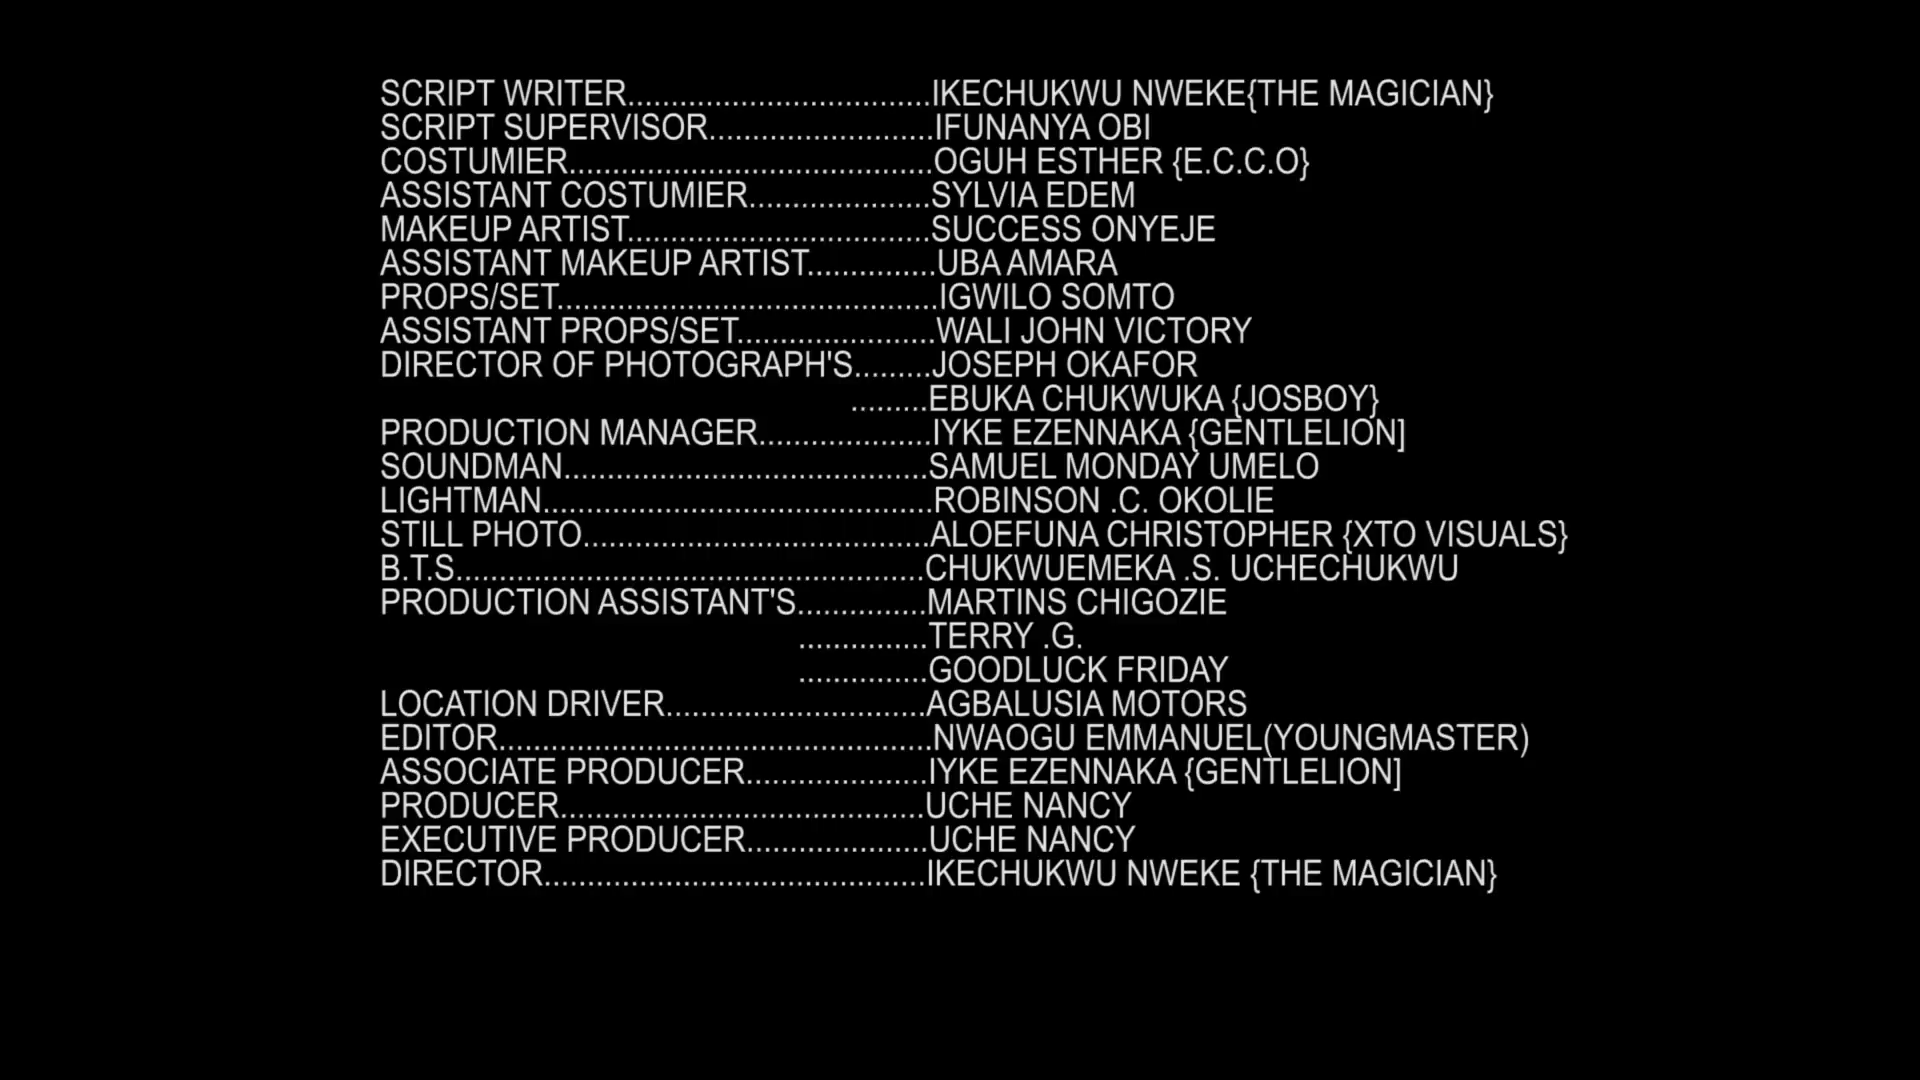 SCRIPT WRITER...................................IKECHUKWU NWEKE{THE MAGICIAN}
SCRIPT SUPERVISOR..........................IFUNANYA OBI
COSTUMIER..........................................OGUH ESTHER {E.C.C.O}
ASSISTANT COSTUMIER.....................SYLVIA EDEM
MAKEUP ARTIST...................................SUCCESS ONYEJE
ASSISTANT MAKEUP ARTIST...............UBA AMARA
PROPS/SET............................................IGWILO SOMTO
ASSISTANT PROPS/SET.......................WALI JOHN VICTORY
DIRECTOR OF PHOTOGRAPH'S.........JOSEPH OKAFOR
.........EBUKA CHUKWUKA {JOSBOY}
PRODUCTION MANAGER....................IYKE EZENNAKA {GENTLELION]
SOUNDMAN..........................................SAMUEL MONDAY UMELO
LIGHTMAN.............................................ROBINSON .C. OKOLIE
STILL PHOTO........................................ALOEFUNA CHRISTOPHER {XTO VISUALS}
B.T.S......................................................CHUKWUEMEKA .S. UCHECHUKWU
PRODUCTION ASSISTANT'S...............MARTINS CHIGOZIE
...............TERRY .G.
...............GOODLUCK FRIDAY
LOCATION DRIVER..............................AGBALUSIA MOTORS
EDITOR..................................................NWAOGU EMMANUEL(YOUNGMASTER)
ASSOCIATE PRODUCER.....................IYKE EZENNAKA {GENTLELION]
PRODUCER..........................................UCHE NANCY
EXECUTIVE PRODUCER.....................UCHE NANCY
DIRECTOR............................................IKECHUKWU NWEKE {THE MAGICIAN}